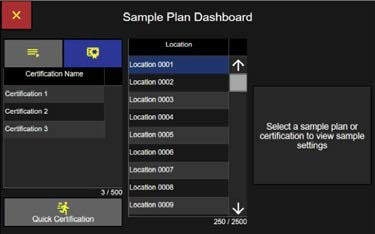 Sample Plan Dashboard
Certification Name
Certification 1
Certification 2
Certification 3
3 / 500
Quick Certification
Location
Location 0001
Location 0002
Location 0003
Location 0004
Location 0005
Location 0006
Location 0007
Location 0008
Location 0009
250 / 2500
Select a sample plan or
certification to view sample
settings